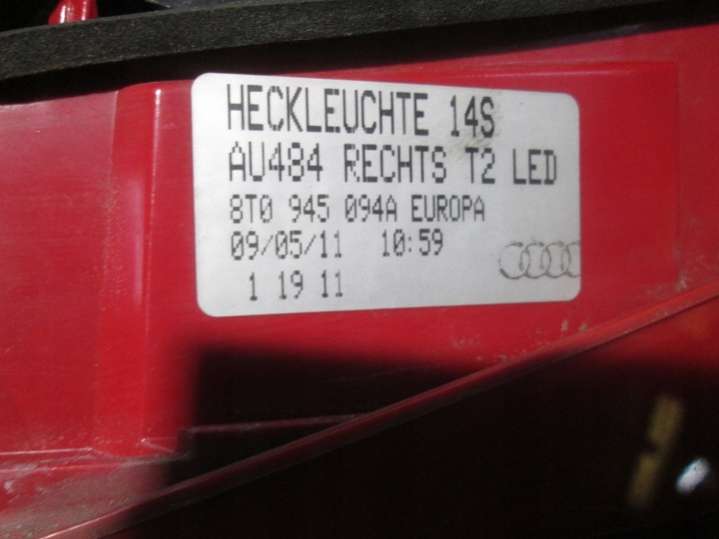 HECKLEUCHTE 14S
AU484 RECHTS T2 LED
8T0 945 094A EUROPA
09/05/11 10:59
1 19 11